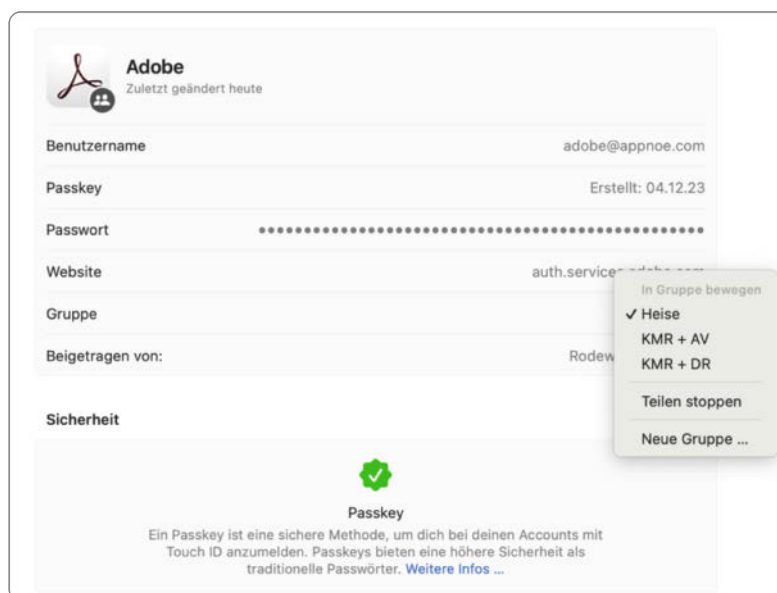 Adobe
Zuletzt geändert heute
Benutzername adobe@appnoe.com
Passkey Erstellt: 04.12.23
Passwort ••••••••••••••••••••••••••••••••••••••••••••••••••
Website auth.services
In Gruppe bewegen
Gruppe
✓ Heise
KMR + AV
Beigetragen von: Rodew
KMR + DR
Teilen stoppen
Sicherheit
Neue Gruppe ...
Passkey
Ein Passkey ist eine sichere Methode, um dich bei deinen Accounts mit
Touch ID anzumelden. Passkeys bieten eine höhere Sicherheit als
traditionelle Passwörter. Weitere Infos ...